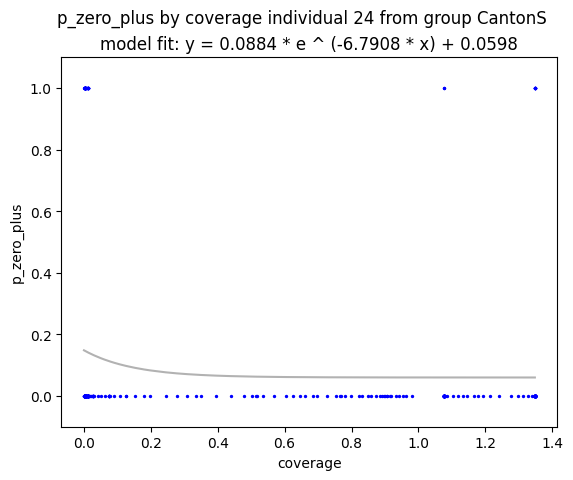 p_zero_plus by coverage individual 24 from group CantonS
model fit: y = 0.0884 * e ^ (-6.7908 * x) + 0.0598
1.0
0.8
0.6
0.4
0.2
0.0
p_zero_plus
0.0 0.2 0.4 0.6 0.8 1.0 1.2 1.4
coverage